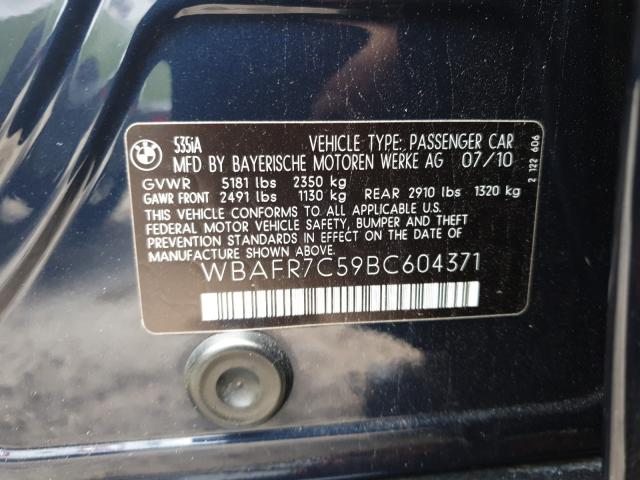 535iA VEHICLE TYPE: PASSENGER CAR
MFD BY BAYERISCHE MOTOREN WERKE AG 07/10
GVWR 5181 lbs 2350 kg
GAWR FRONT 2491 lbs 1130 kg REAR 2910 lbs 1320 kg
THIS VEHICLE CONFORMS TO ALL APPLICABLE U.S.
FEDERAL MOTOR VEHICLE SAFETY, BUMPER AND THEFT
PREVENTION STANDARDS IN EFFECT ON THE DATE OF
MANUFACTURE SHOWN ABOVE.
WBAFR7C59BC604371
2 122 606